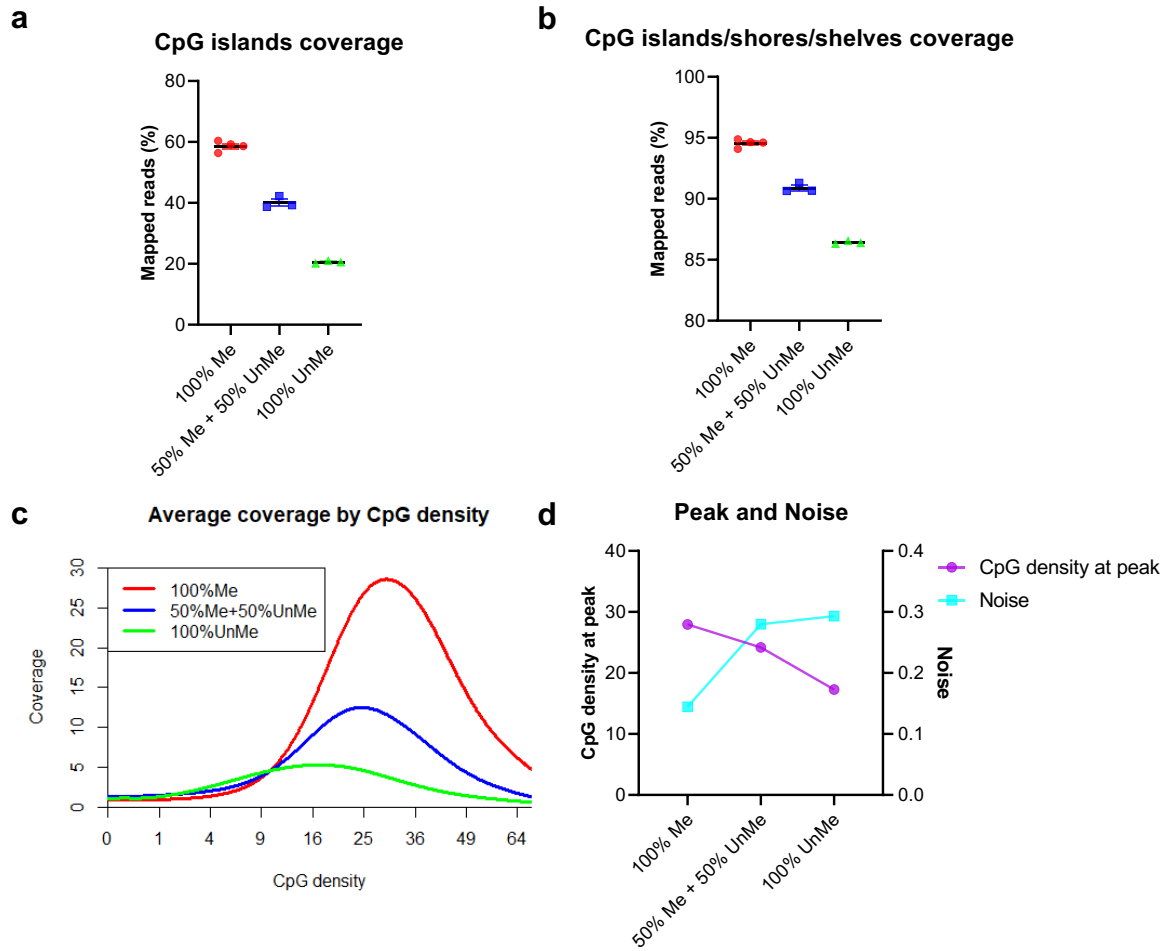 a
CpG islands coverage
Mapped reads (%)
80
60
40
20
0
100% Me
50% Me + 50% UnMe
100% UnMe
b
CpG islands/shores/shelves coverage
Mapped reads (%)
100
95
90
85
80
100% Me
50% Me + 50% UnMe
100% UnMe
c
Average coverage by CpG density
Coverage
30
25
20
15
10
5
0
100%Me
50%Me+50%UnMe
100%UnMe
0 1 4 9 16 25 36 49 64
CpG density
d
Peak and Noise
CpG density at peak
40
30
20
10
0
0.4
0.3
0.2
0.1
0.0
Noise
CpG density at peak
Noise
100% Me
50% Me + 50% UnMe
100% UnMe